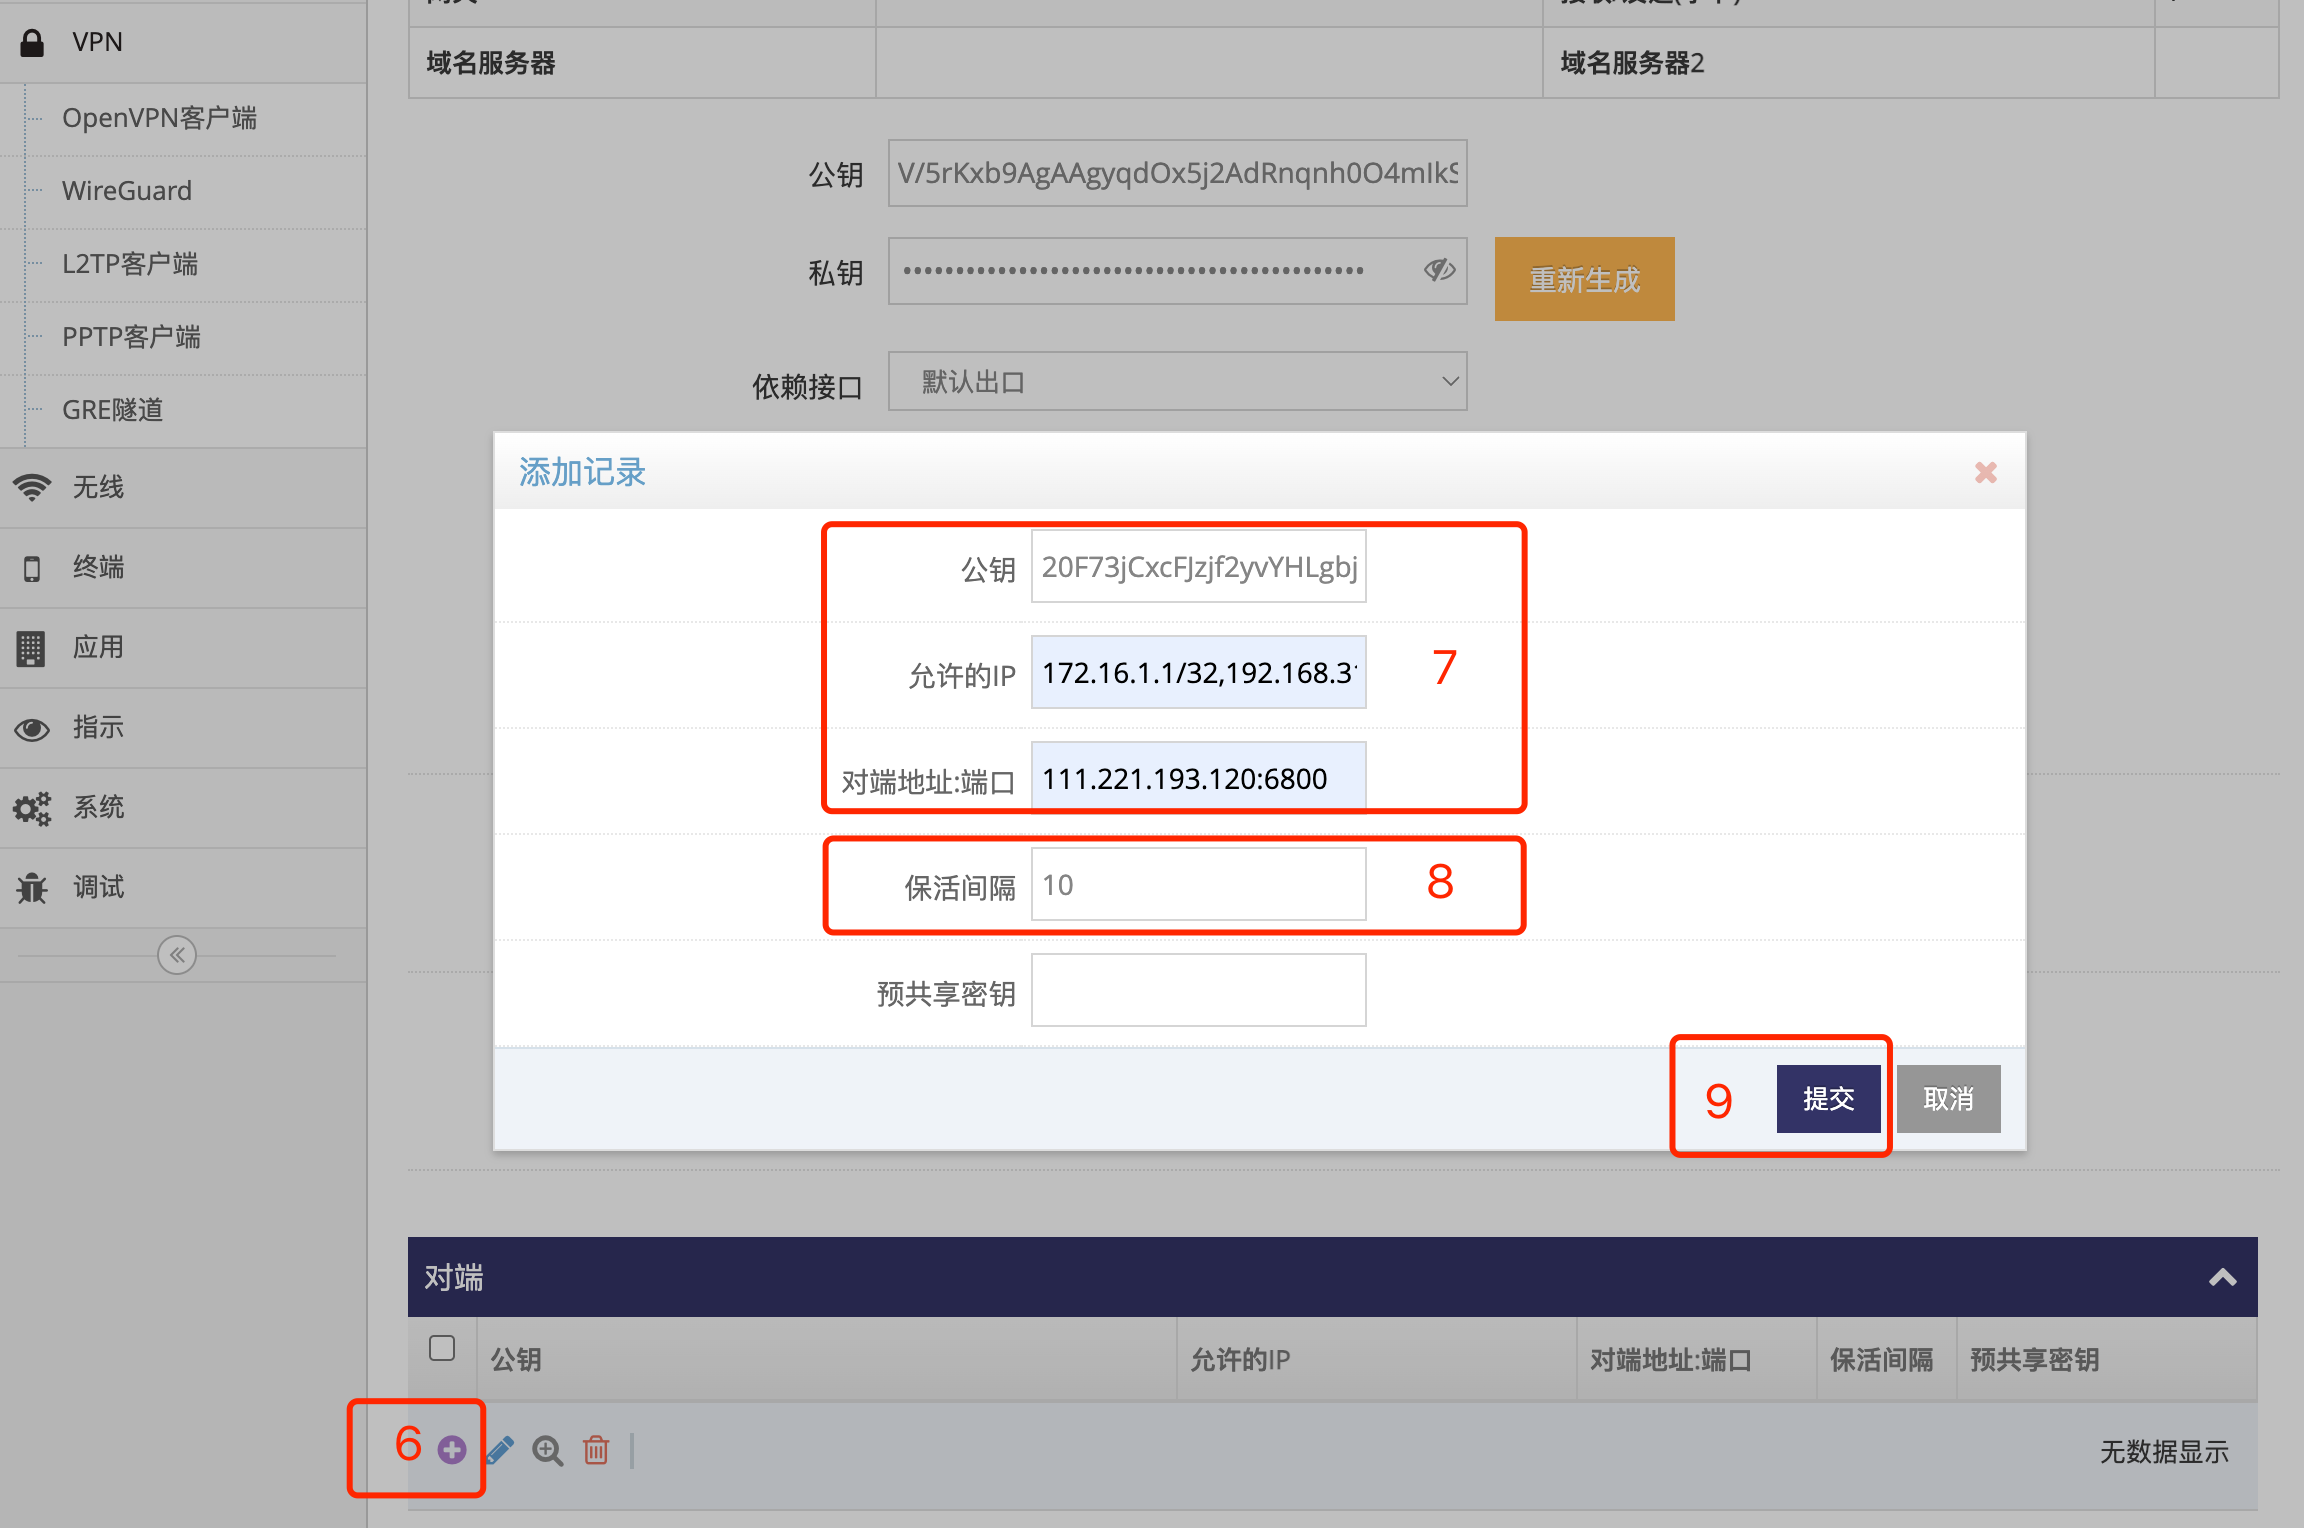 VPN
OpenVPN客户端
WireGuard
L2TP客户端
PPTP客户端
GRE隧道
无线
终端
应用
指示
系统
调试
域名服务器
域名服务器2
公钥
V/5rKxb9AgAAgyqdOx5j2AdRnqnh0O4mIkS
私钥
重新生成
依赖接口
默认出口
添加记录
公钥
20F73jCxcFJzjf2yvYHLgbj
允许的IP
172.16.1.1/32,192.168.31
7
对端地址:端口
111.221.193.120:6800
保活间隔
10
8
预共享密钥
9
提交
取消
对端
公钥
允许的IP
对端地址:端口
保活间隔
预共享密钥
6
无数据显示